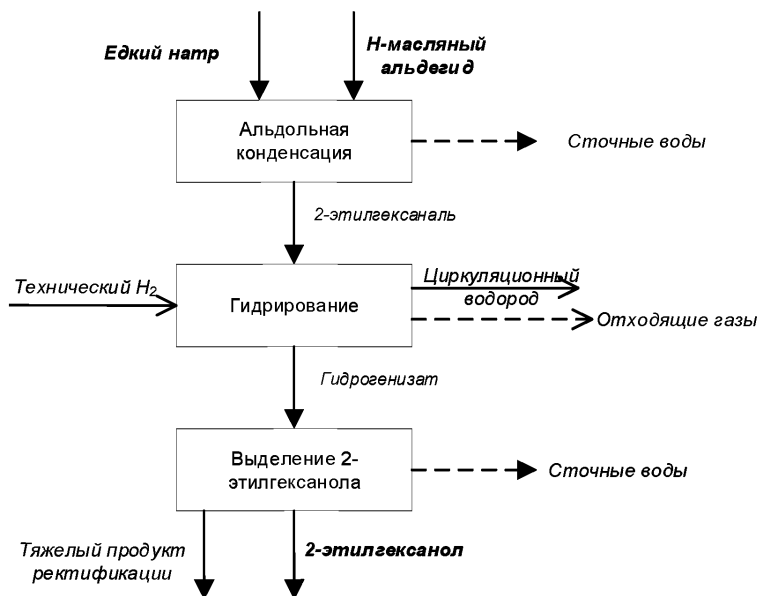 Едкий натр
Н-масляный
альдегид
Альдольная
конденсация
Сточные воды
2-этилгексаналь
Технический H2
Гидрирование
Циркуляционный
водород
Отходящие газы
Гидрогенизат
Выделение 2-
этилгексанола
Сточные воды
Тяжелый продукт
ректификации
2-этилгексанол